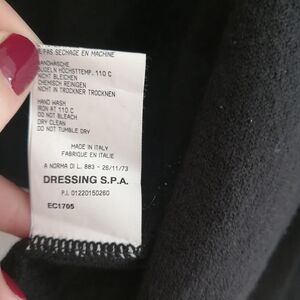 PAS SECHAGE EN MACHINE
HANDWÄSCHE
BÜGELN HÖCHSTTEMP. 110 C
NICHT BLEICHEN
CHEMISCH REINIGEN
NICHT IN TROCKNER TROCKNEN
HAND WASH
IRON AT 110 C
DO NOT BLEACH
DRY CLEAN
DO NOT TUMBLE DRY
MADE IN ITALY
FABRIQUE EN ITALIE
A NORMA DI L. 883 - 26/11/73
DRESSING S.P.A.
P.I. 01220150260
EC1705